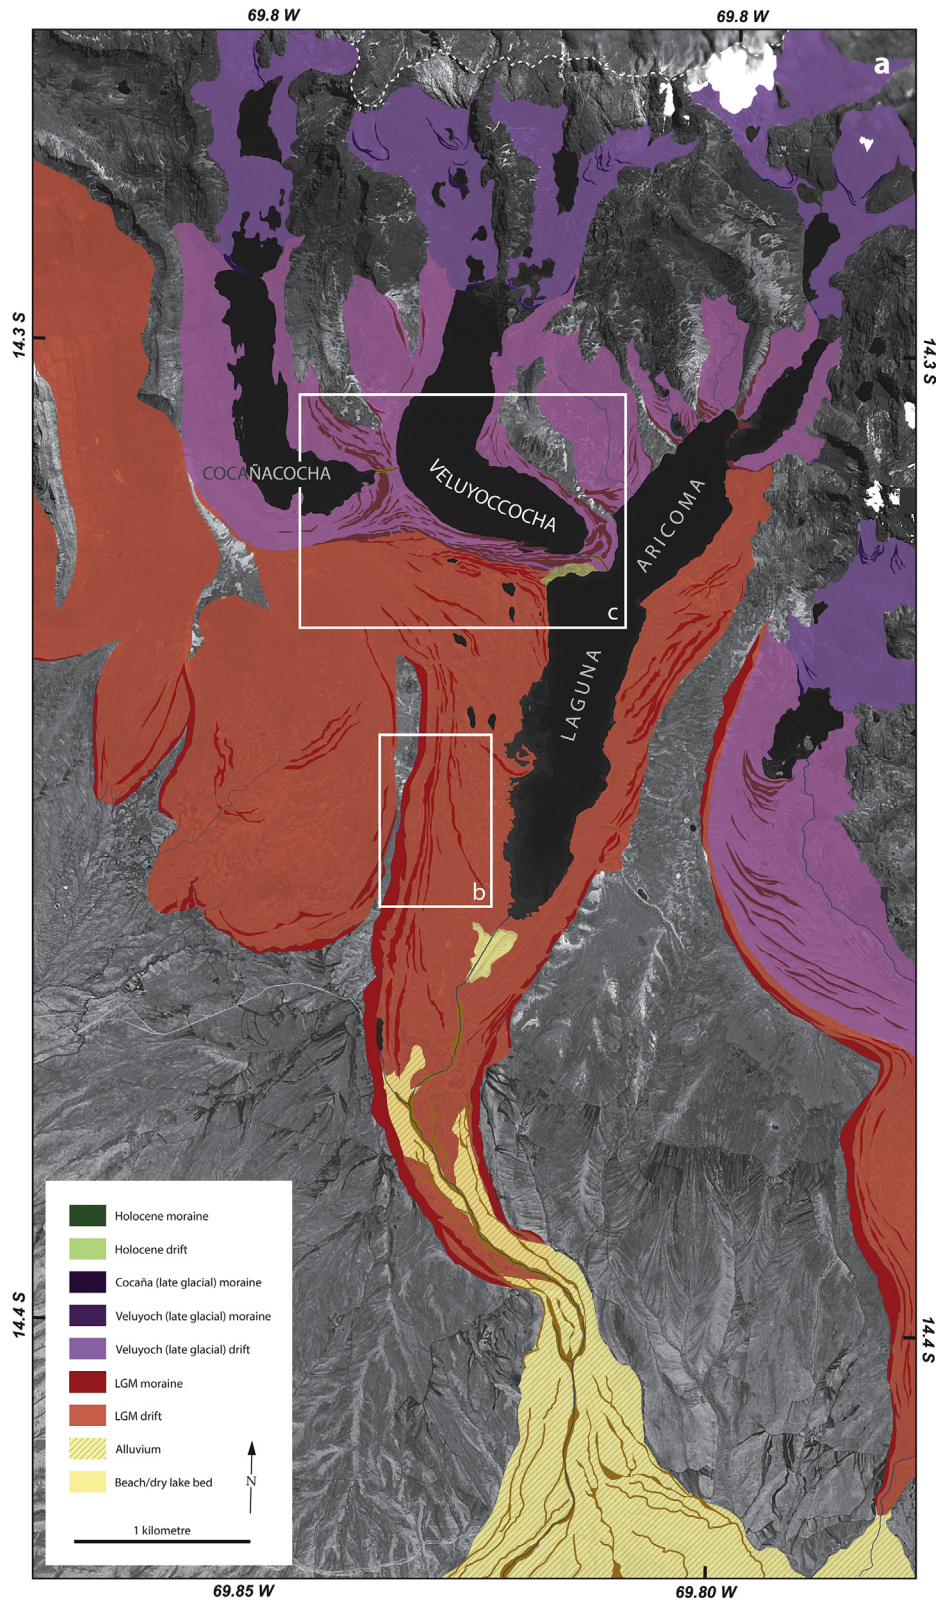 69.8 W
69.8 W
a
14.3 S
14.3 S
COCAÑACOCHA
VELUYOCCOCHA
ARICOMA
c
LAGUNA
b
Holocene moraine
Holocene drift
Cocaña (late glacial) moraine
Veluyoch (late glacial) moraine
Veluyoch (late glacial) drift
LGM moraine
LGM drift
Alluvium
Beach/dry lake bed
N
1 kilometre
14.4 S
14.4 S
69.85 W
69.80 W